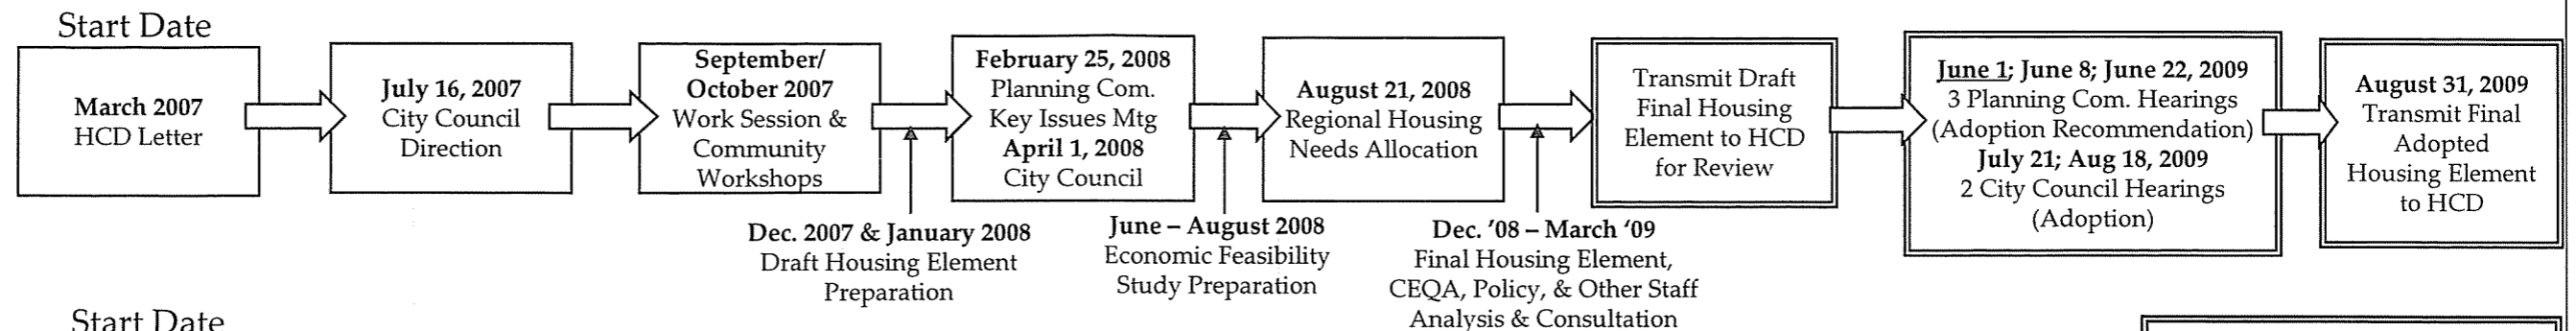 Start Date
March 2007
HCD Letter
July 16, 2007
City Council
Direction
September/
October 2007
Work Session &
Community
Workshops
Dec. 2007 & January 2008
Draft Housing Element
Preparation
February 25, 2008
Planning Com.
Key Issues Mtg
April 1, 2008
City Council
June – August 2008
Economic Feasibility
Study Preparation
August 21, 2008
Regional Housing
Needs Allocation
Dec. '08 – March '09
Final Housing Element,
CEQA, Policy, & Other Staff
Analysis & Consultation
Transmit Draft
Final Housing
Element to HCD
for Review
June 1; June 8; June 22, 2009
3 Planning Com. Hearings
(Adoption Recommendation)
July 21; Aug 18, 2009
2 City Council Hearings
(Adoption)
August 31, 2009
Transmit Final
Adopted
Housing Element
to HCD
Start Date